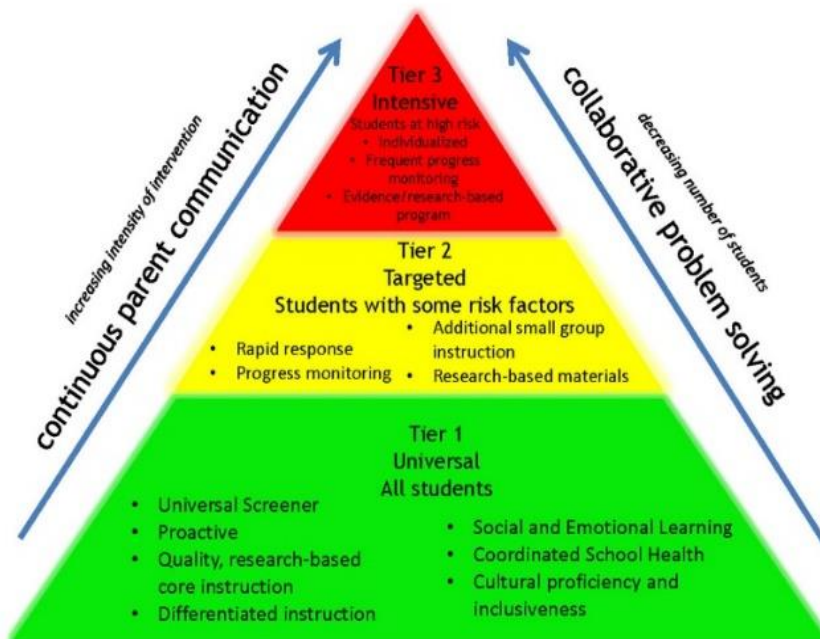 Tier 3
Intensive
Students at high risk
• Individualized
• Frequent progress
monitoring
• Evidence/research-based
program
Tier 2
Targeted
Students with some risk factors
• Rapid response
• Progress monitoring
• Additional small group
instruction
• Research-based materials
Tier 1
Universal
All students
• Universal Screener
• Proactive
• Quality, research-based
core instruction
• Differentiated instruction
• Social and Emotional Learning
• Coordinated School Health
• Cultural proficiency and
inclusiveness
increasing intensity of intervention
continuous parent communication
decreasing number of students
collaborative problem solving